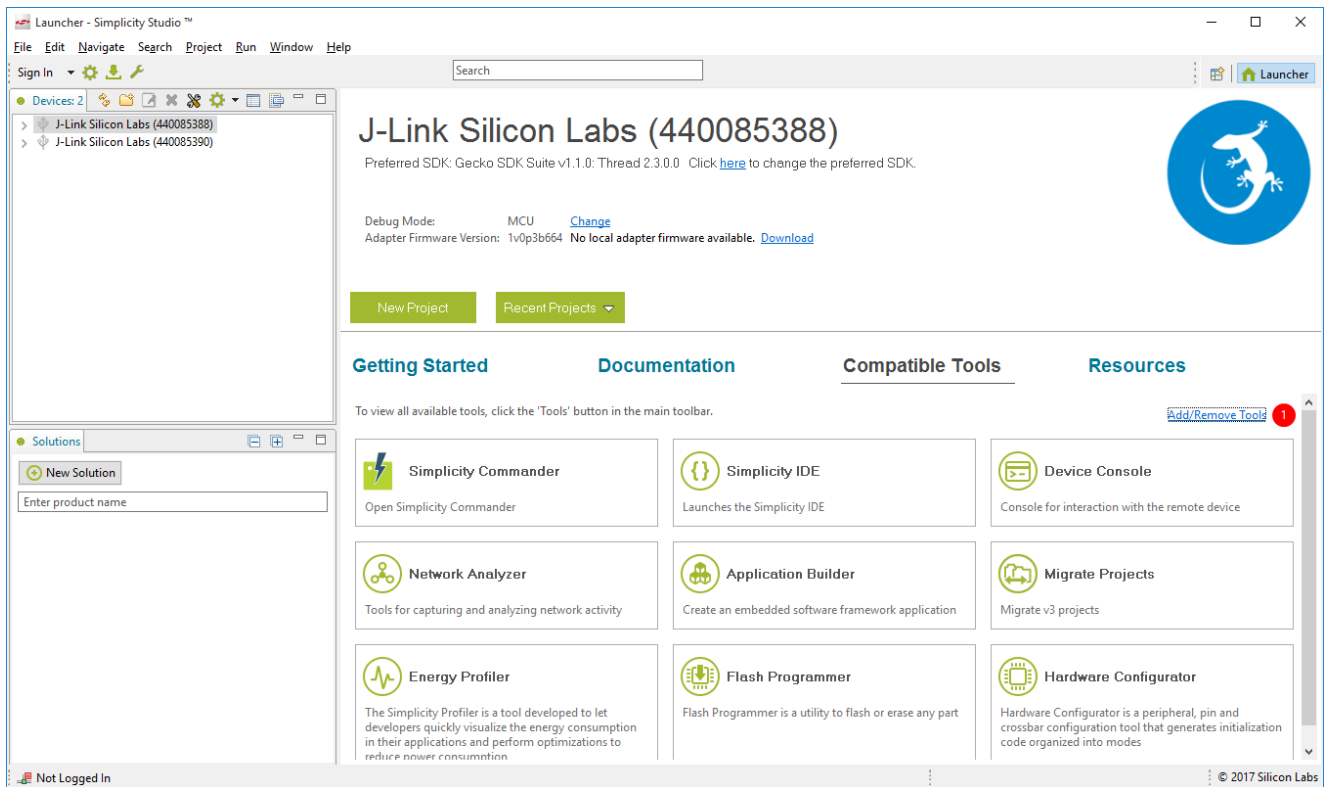 Launcher - Simplicity Studio ™
File Edit Navigate Search Project Run Window Help
Sign In
Search
Launcher
Devices: 2
J-Link Silicon Labs (440085388)
J-Link Silicon Labs (440085390)
J-Link Silicon Labs (440085388)
Preferred SDK: Gecko SDK Suite v1.1.0: Thread 2.3.0.0 Click here to change the preferred SDK.
Debug Mode: MCU Change
Adapter Firmware Version: 1v0p3b664 No local adapter firmware available. Download
New Project Recent Projects
Getting Started Documentation Compatible Tools Resources
To view all available tools, click the 'Tools' button in the main toolbar.
Add/Remove Tools 1
Solutions
New Solution
Enter product name
Simplicity Commander
Open Simplicity Commander
Simplicity IDE
Launches the Simplicity IDE
Device Console
Console for interaction with the remote device
Network Analyzer
Tools for capturing and analyzing network activity
Application Builder
Create an embedded software framework application
Migrate Projects
Migrate v3 projects
Energy Profiler
The Simplicity Profiler is a tool developed to let
developers quickly visualize the energy consumption
in their applications and perform optimizations to
reduce power consumption
Flash Programmer
Flash Programmer is a utility to flash or erase any part
Hardware Configurator
Hardware Configurator is a peripheral, pin and
crossbar configuration tool that generates initialization
code organized into modes
Not Logged In
© 2017 Silicon Labs